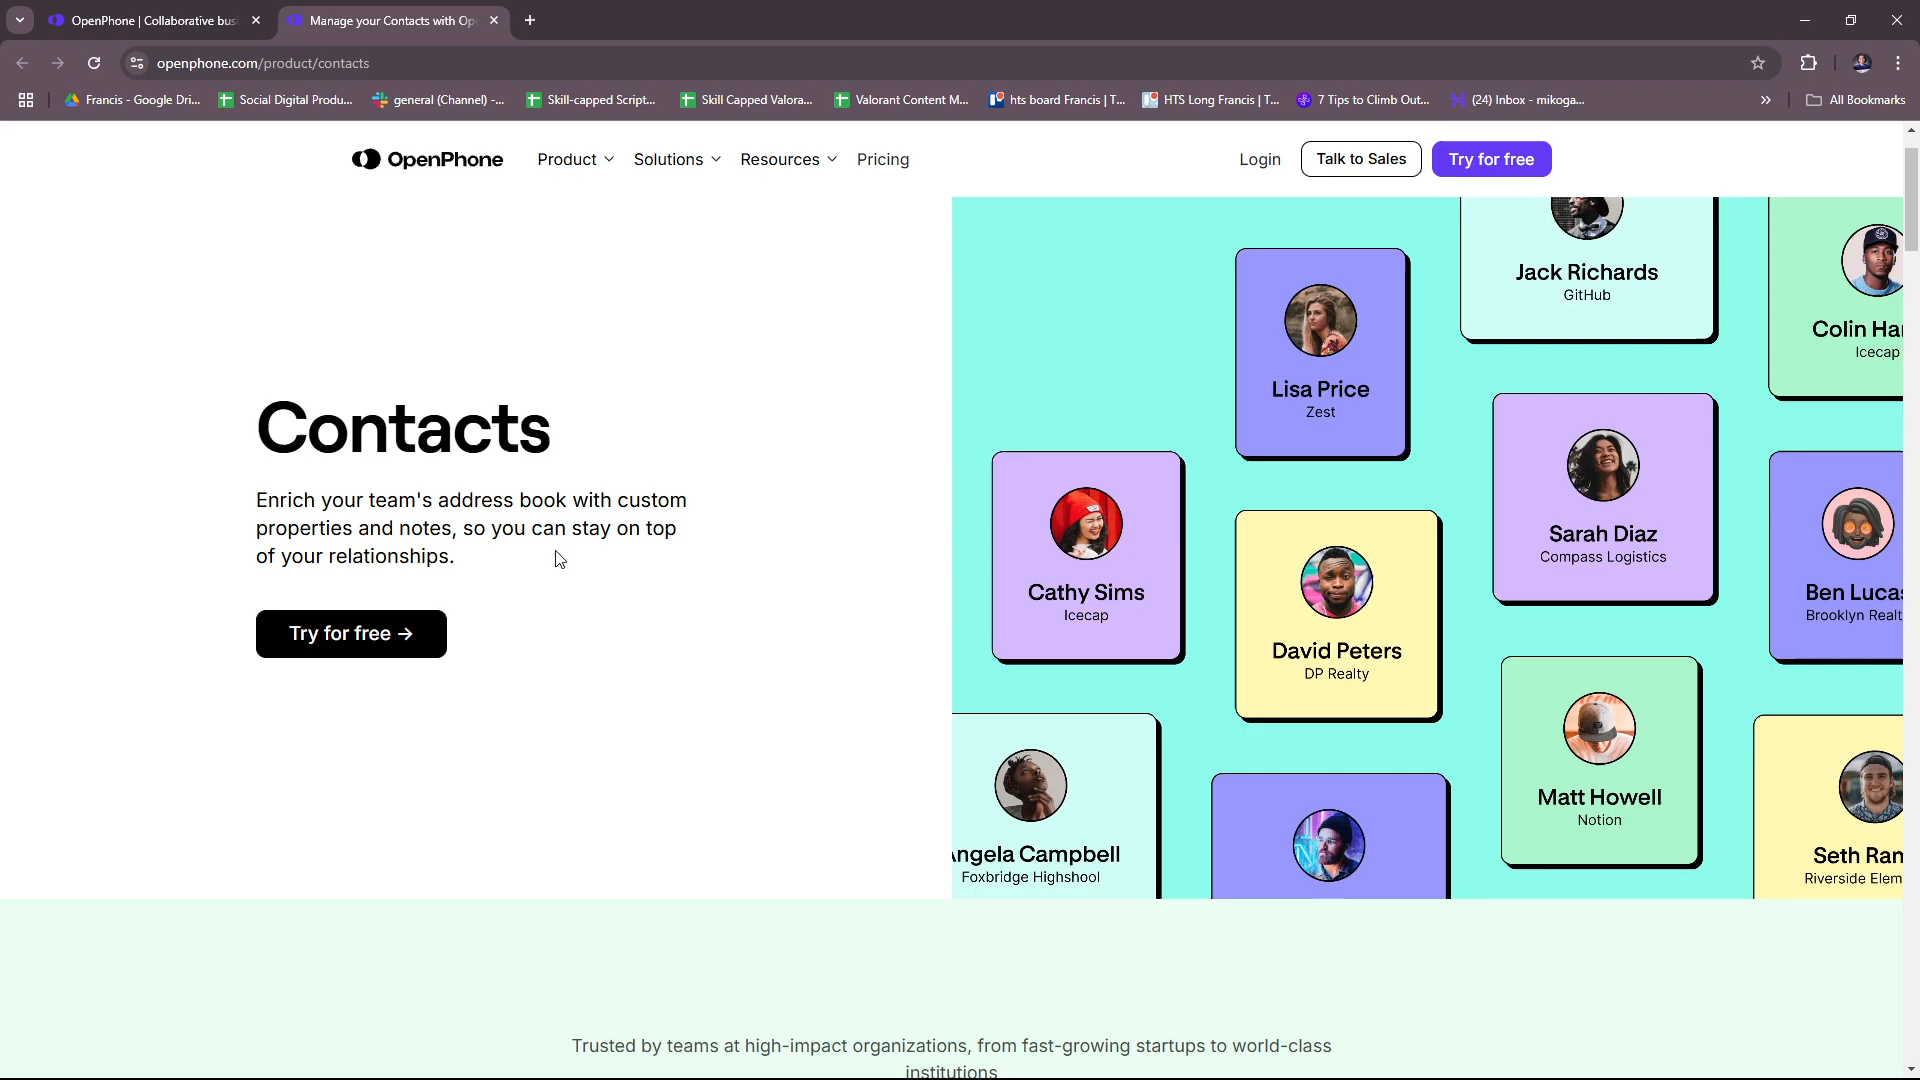 OpenPhone | Collaborative busi
Manage your Contacts with Ope
openphone.com/product/contacts
Francis - Google Dri...
Social Digital Produ...
general (Channel) -...
Skill-capped Script...
Skill Capped Valora...
Valorant Content M...
hts board Francis | T...
HTS Long Francis | T...
7 Tips to Climb Out...
(24) Inbox - mikoga...
All Bookmarks
OpenPhone
Product
Solutions
Resources
Pricing
Login
Talk to Sales
Try for free
Contacts
Enrich your team's address book with custom
properties and notes, so you can stay on top
of your relationships.
Try for free →
Jack Richards
GitHub
Colin Har
Icecap
Lisa Price
Zest
Sarah Diaz
Compass Logistics
Cathy Sims
Icecap
Ben Lucas
Brooklyn Realt
David Peters
DP Realty
Matt Howell
Notion
Angela Campbell
Foxbridge Highshool
Seth Ran
Riverside Elem
Trusted by teams at high-impact organizations, from fast-growing startups to world-class
institutions